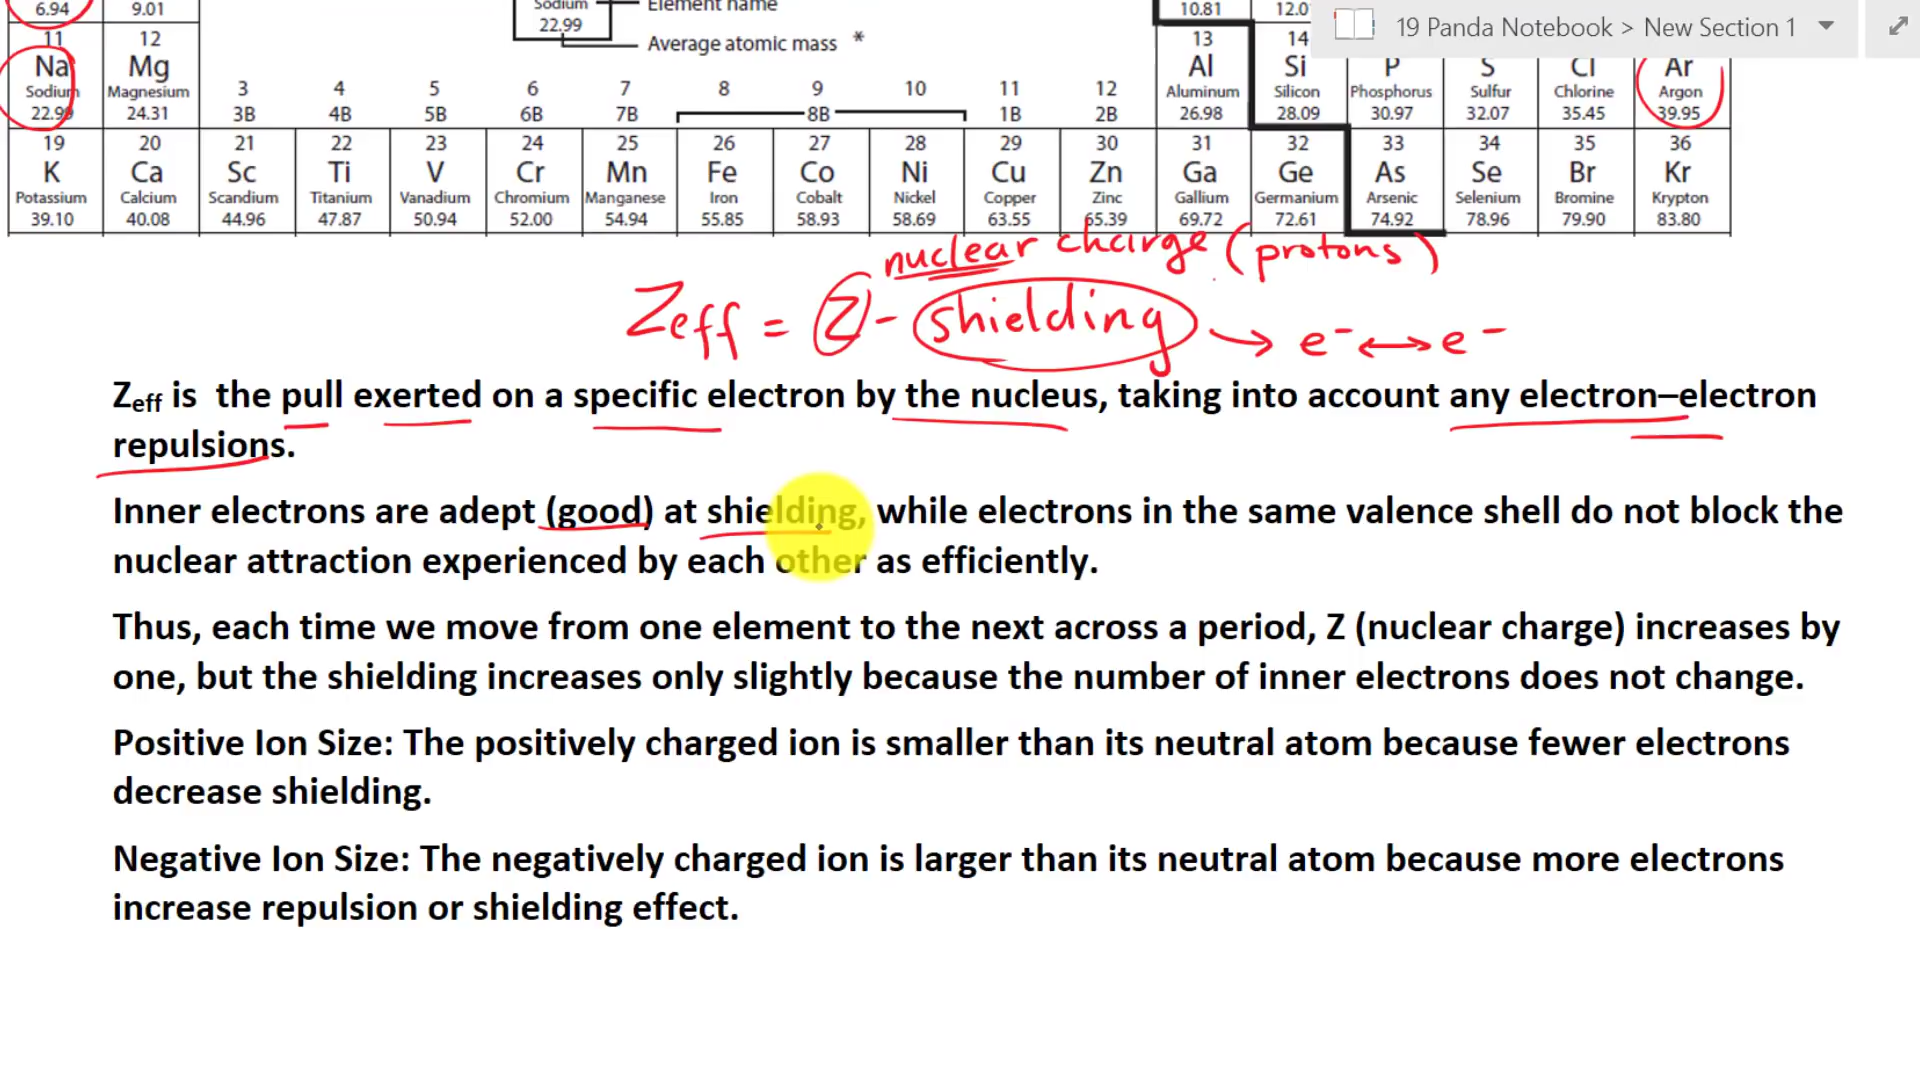 6.94 9.01 Sodium Element name 10.81
22.99 Average atomic mass *
19 Panda Notebook > New Section 1
11 12 13 14
Na Mg Al Si P S Cl Ar
Sodium Magnesium 3 4 5 6 7 8 9 10 11 12 Aluminum Silicon Phosphorus Sulfur Chlorine Argon
22.99 24.31 3B 4B 5B 6B 7B 8B 1B 2B 26.98 28.09 30.97 32.07 35.45 39.95
19 20 21 22 23 24 25 26 27 28 29 30 31 32 33 34 35 36
K Ca Sc Ti V Cr Mn Fe Co Ni Cu Zn Ga Ge As Se Br Kr
Potassium Calcium Scandium Titanium Vanadium Chromium Manganese Iron Cobalt Nickel Copper Zinc Gallium Germanium Arsenic Selenium Bromine Krypton
39.10 40.08 44.96 47.87 50.94 52.00 54.94 55.85 58.93 58.69 63.55 65.39 69.72 72.61 74.92 78.96 79.90 83.80
nuclear charge (protons)
Zeff = Z - shielding → e⁻ ↔ e⁻
Zeff is the pull exerted on a specific electron by the nucleus, taking into account any electron–electron
repulsions.
Inner electrons are adept (good) at shielding, while electrons in the same valence shell do not block the
nuclear attraction experienced by each other as efficiently.
Thus, each time we move from one element to the next across a period, Z (nuclear charge) increases by
one, but the shielding increases only slightly because the number of inner electrons does not change.
Positive Ion Size: The positively charged ion is smaller than its neutral atom because fewer electrons
decrease shielding.
Negative Ion Size: The negatively charged ion is larger than its neutral atom because more electrons
increase repulsion or shielding effect.